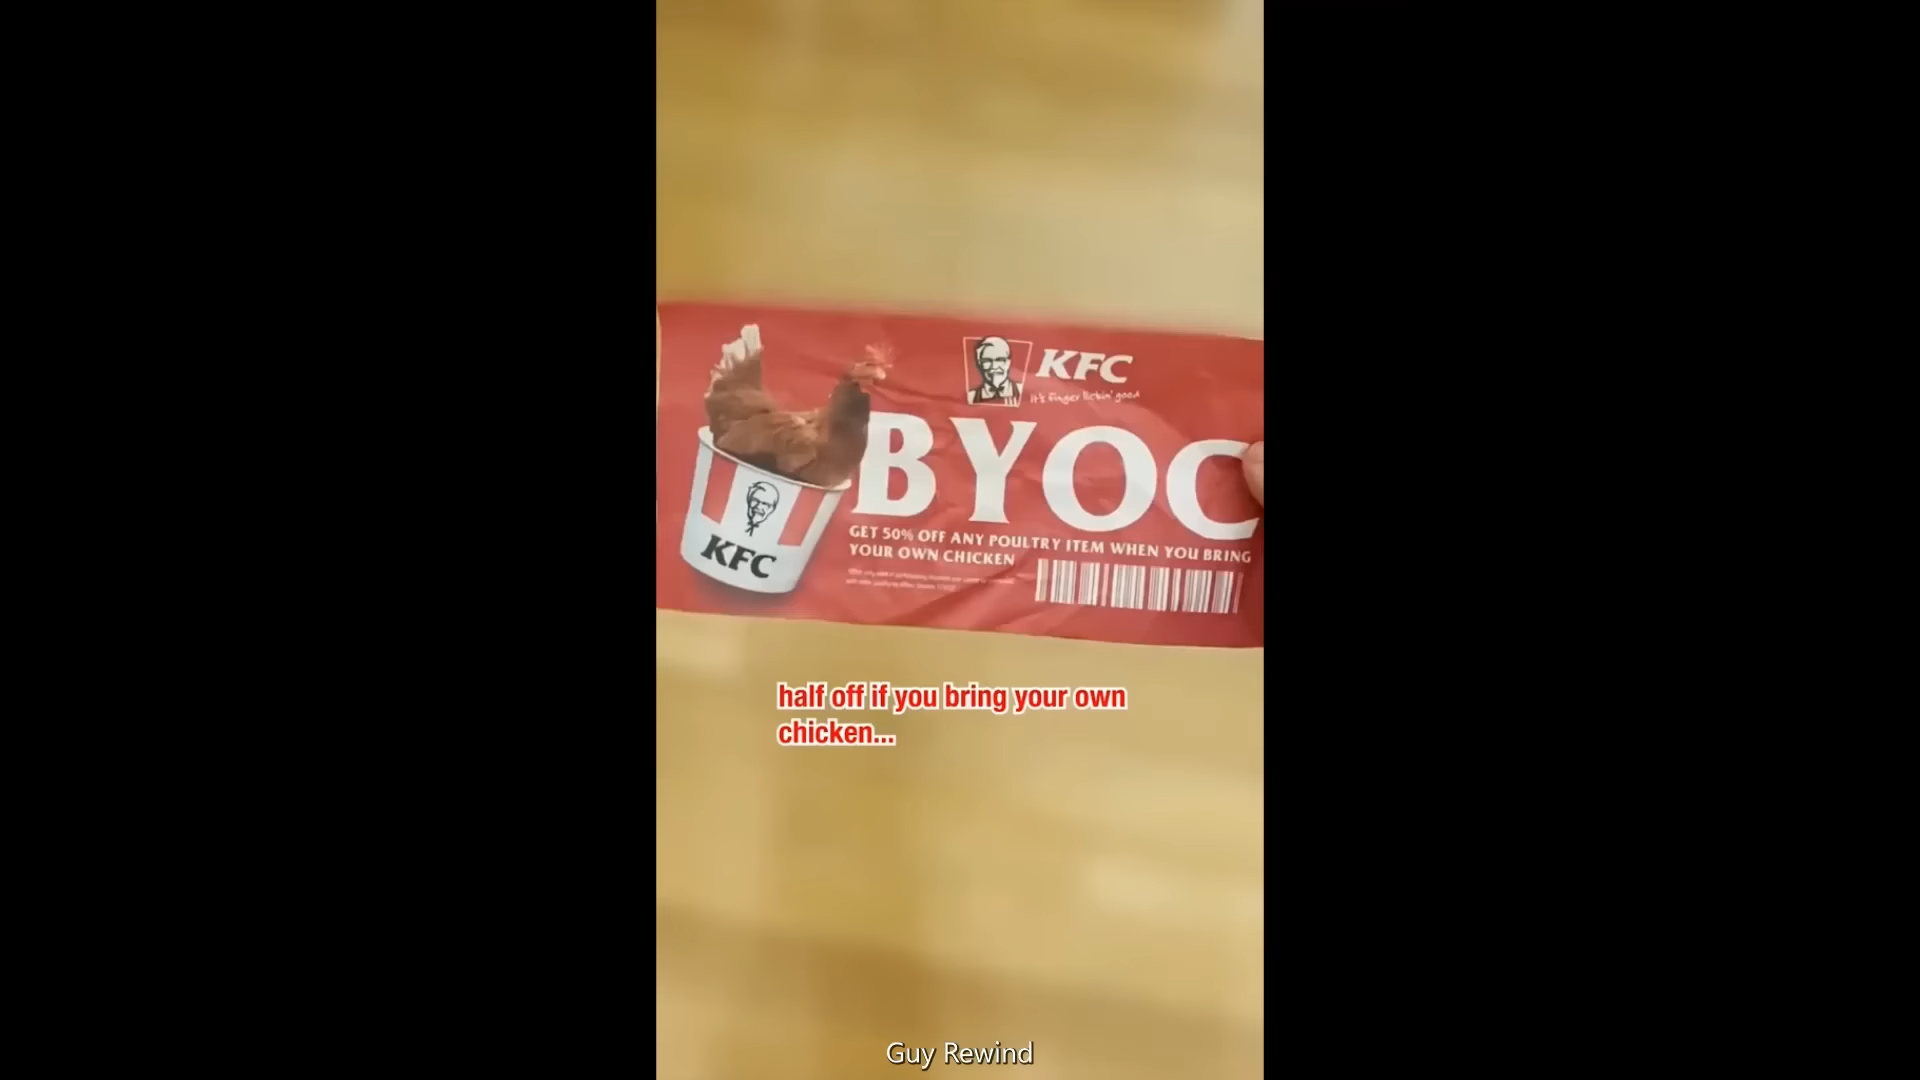 KFC
it's finger lickin' good
BYOC
GET 50% OFF ANY POULTRY ITEM WHEN YOU BRING
YOUR OWN CHICKEN
KFC
half off if you bring your own
chicken...
Guy Rewind